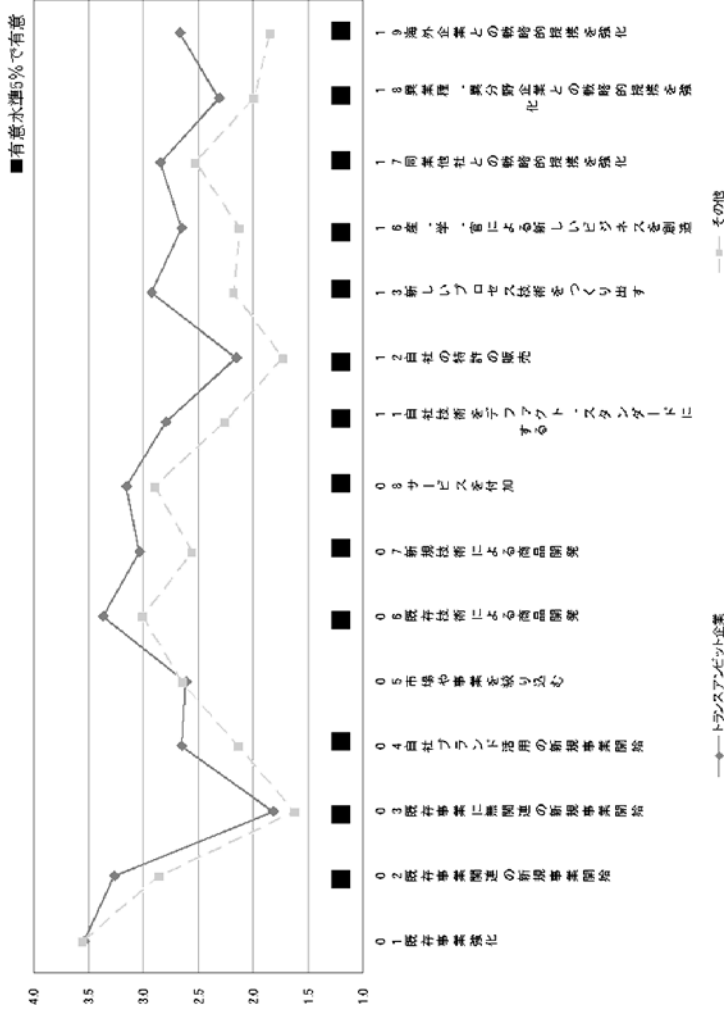 ■有意水準5%で有意
4.0
3.5
3.0
2.5
2.0
1.5
1.0
01既存事業強化
02既存事業関連の新規事業開始
03既存事業に無関連の新規事業開始
04自社ブランド活用の新規事業開始
05市場や事業を絞り込む
06既存技術による商品開発
07新規技術による商品開発
08サービスを付加
11自社技術をデファクト・スタンダードに
する
12自社の特許の販売
13新しいプロセス技術をつくり出す
16産・学・官による新しいビジネスを創造
17同業他社との戦略的提携を強化
18異業種・異分野企業との戦略的提携を強
化
19海外企業との戦略的提携を強化
トランスアンビット企業
その他